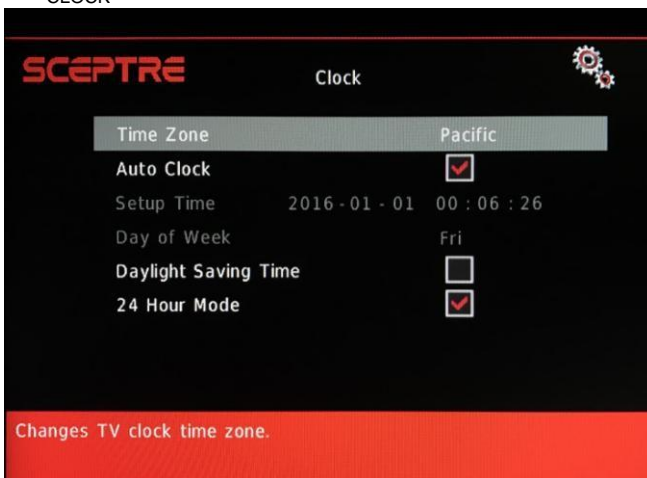 CLOCK
SCEPTRE
Clock
Time Zone Pacific
Auto Clock
Setup Time 2016-01-01 00:06:26
Day of Week Fri
Daylight Saving Time
24 Hour Mode
Changes TV clock time zone.